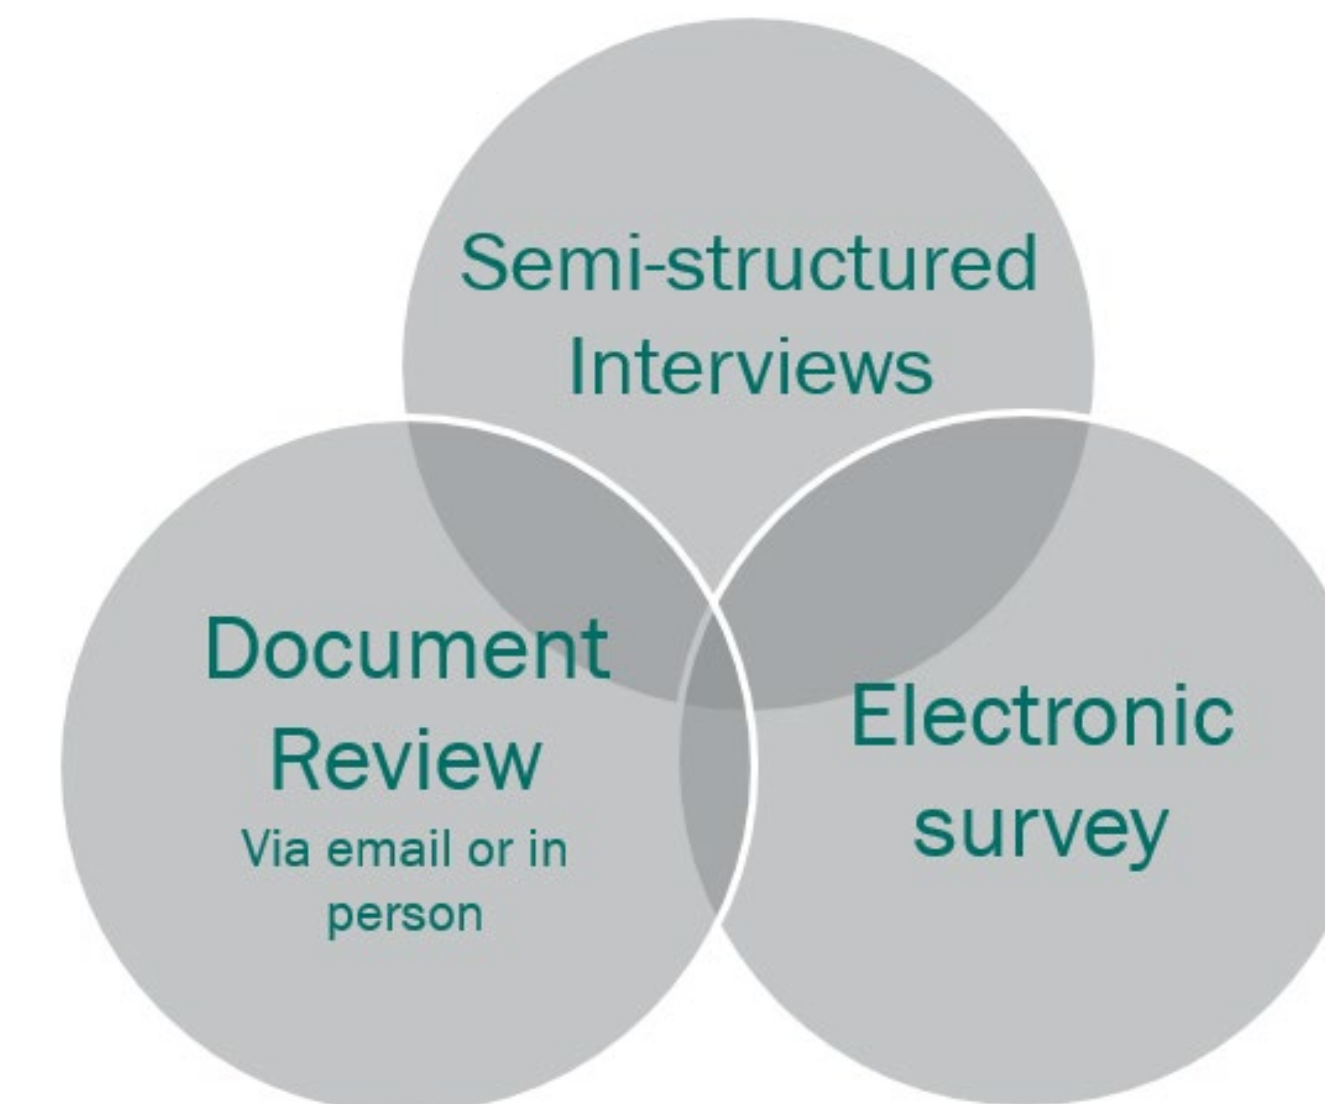 Semi-structured
Interviews
Document
Review
Via email or in
person
Electronic
survey